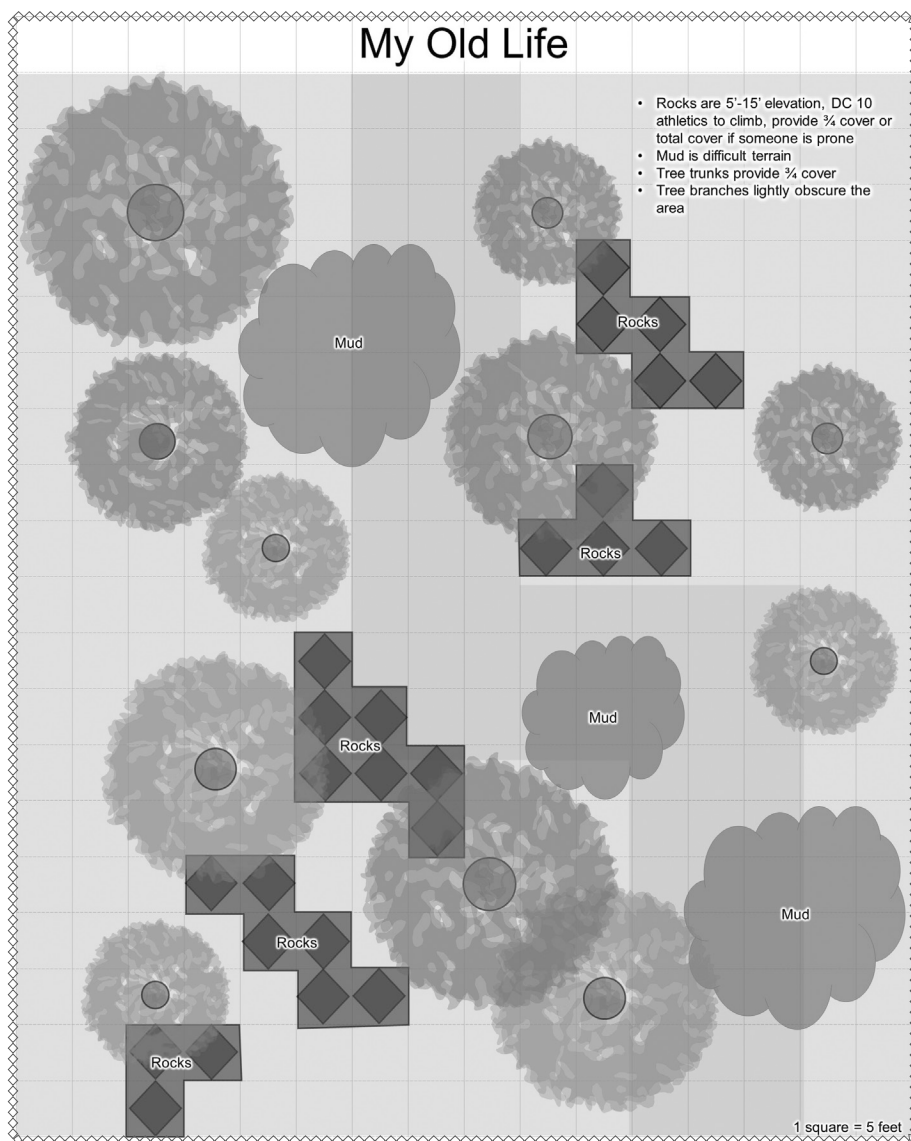 My Old Life
• Rocks are 5’-15’ elevation, DC 10
athletics to climb, provide ¾ cover or
total cover if someone is prone
• Mud is difficult terrain
• Tree trunks provide ¾ cover
• Tree branches lightly obscure the
area
Rocks
Mud
Rocks
Mud
Rocks
Mud
Rocks
Rocks
1 square = 5 feet